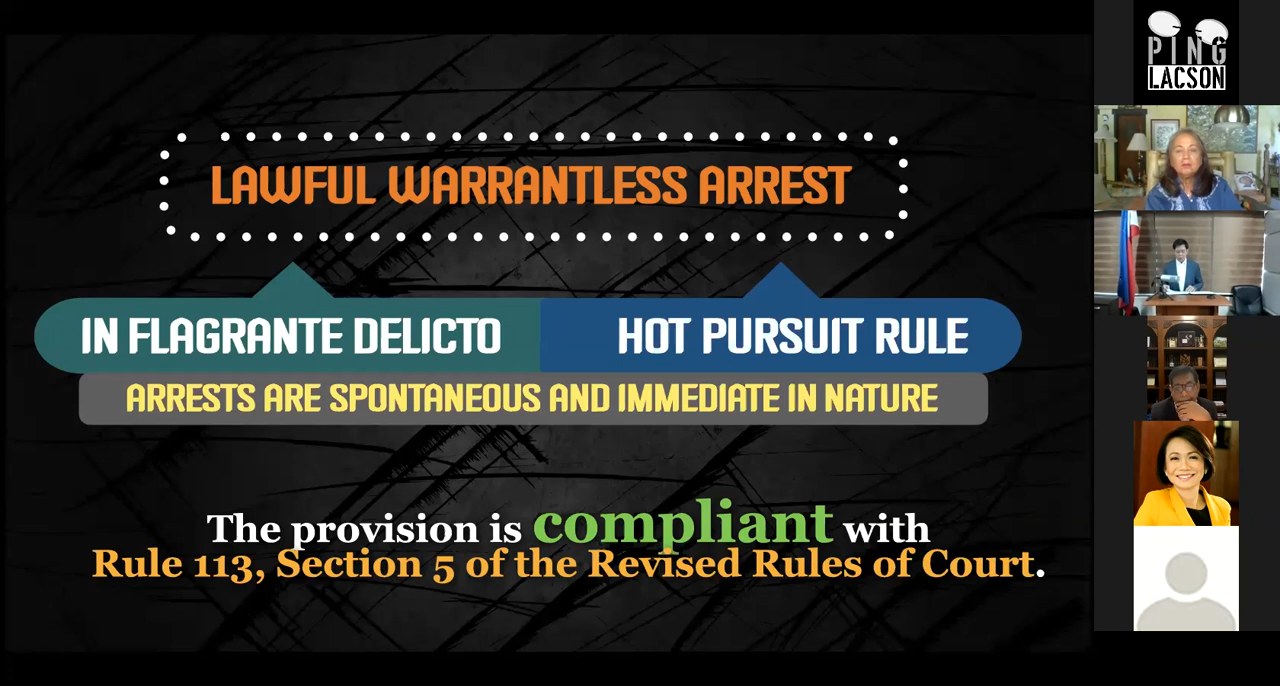 LAWFUL WARRANTLESS ARREST
IN FLAGRANTE DELICTO
HOT PURSUIT RULE
ARRESTS ARE SPONTANEOUS AND IMMEDIATE IN NATURE
The provision is compliant with
Rule 113, Section 5 of the Revised Rules of Court.
PING
LACSON